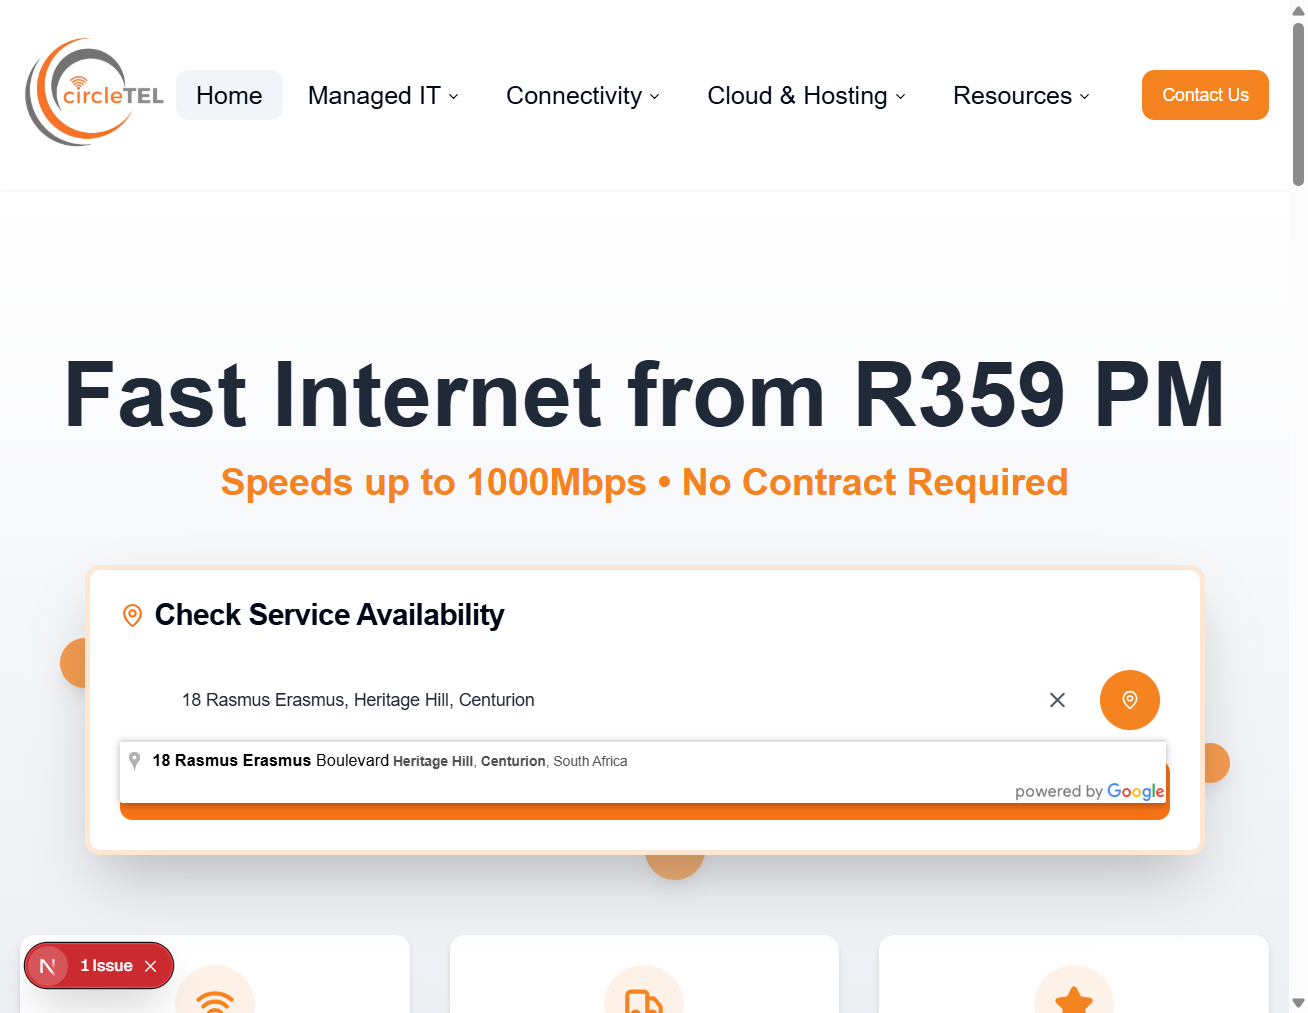 circleTEL
Home
Managed IT
Connectivity
Cloud & Hosting
Resources
Contact Us
Fast Internet from R359 PM
Speeds up to 1000Mbps • No Contract Required
Check Service Availability
18 Rasmus Erasmus, Heritage Hill, Centurion
18 Rasmus Erasmus Boulevard Heritage Hill, Centurion, South Africa
powered by Google
N 1 Issue